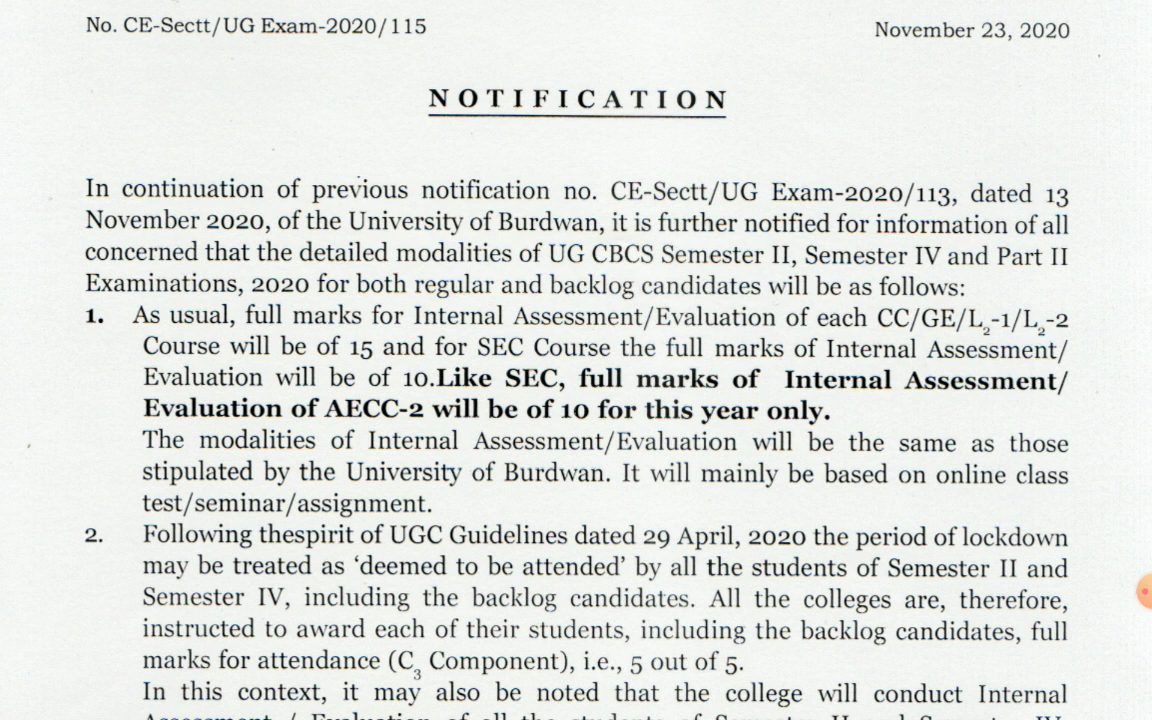 No. CE-Sectt/UG Exam-2020/115
November 23, 2020
NOTIFICATION
In continuation of previous notification no. CE-Sectt/UG Exam-2020/113, dated 13
November 2020, of the University of Burdwan, it is further notified for information of all
concerned that the detailed modalities of UG CBCS Semester II, Semester IV and Part II
Examinations, 2020 for both regular and backlog candidates will be as follows:
1. As usual, full marks for Internal Assessment/Evaluation of each CC/GE/L₂-1/L₂-2
Course will be of 15 and for SEC Course the full marks of Internal Assessment/
Evaluation will be of 10.Like SEC, full marks of Internal Assessment/
Evaluation of AECC-2 will be of 10 for this year only.
The modalities of Internal Assessment/Evaluation will be the same as those
stipulated by the University of Burdwan. It will mainly be based on online class
test/seminar/assignment.
2. Following thespirit of UGC Guidelines dated 29 April, 2020 the period of lockdown
may be treated as ‘deemed to be attended’ by all the students of Semester II and
Semester IV, including the backlog candidates. All the colleges are, therefore,
instructed to award each of their students, including the backlog candidates, full
marks for attendance (C₃ Component), i.e., 5 out of 5.
In this context, it may also be noted that the college will conduct Internal